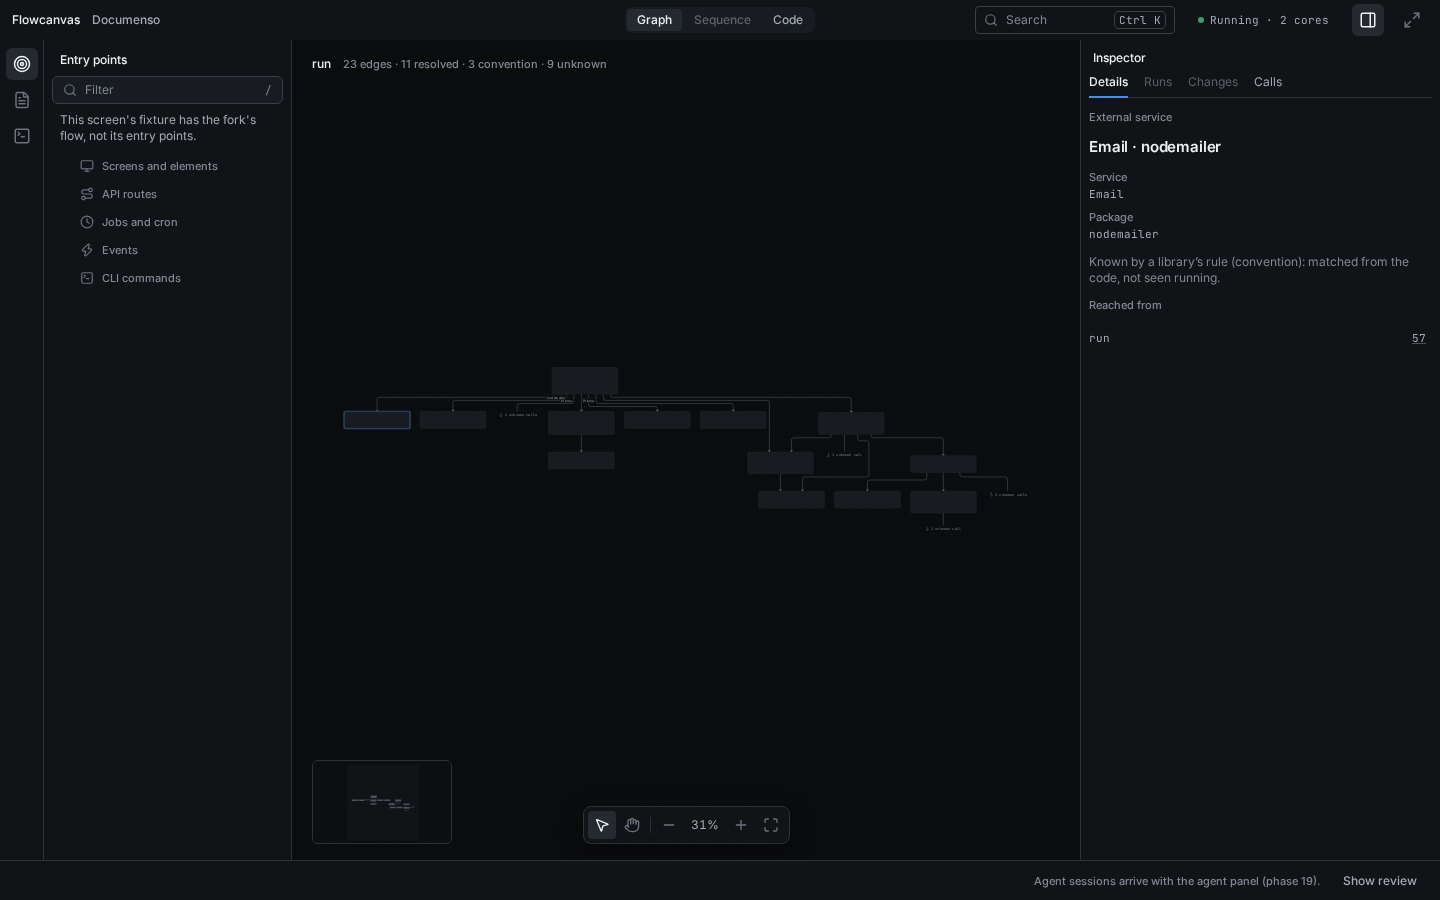 Flowcanvas Documenso
Graph Sequence Code
Search Ctrl K
Running · 2 cores
Entry points
Filter /
This screen's fixture has the fork's
flow, not its entry points.
Screens and elements
API routes
Jobs and cron
Events
CLI commands
run 23 edges · 11 resolved · 3 convention · 9 unknown
31%
Inspector
Details Runs Changes Calls
External service
Email · nodemailer
Service
Email
Package
nodemailer
Known by a library’s rule (convention): matched from the
code, not seen running.
Reached from
run 57
Agent sessions arrive with the agent panel (phase 19). Show review